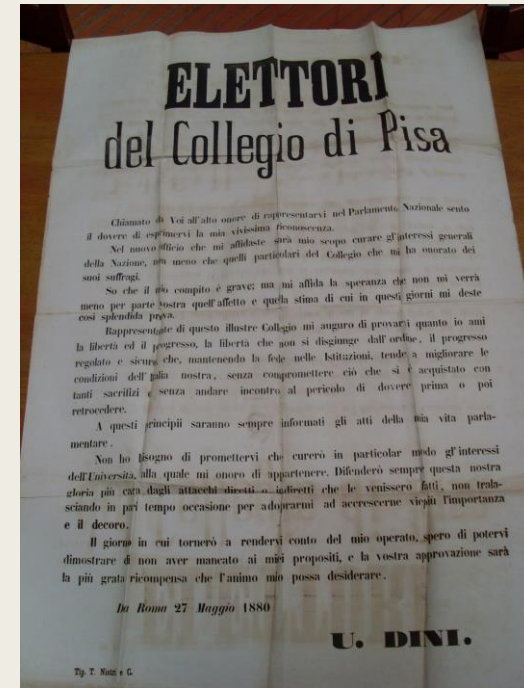 ELETTORI
del Collegio di Pisa
Chiamato da Voi all'alto onore di rappresentarvi nel Parlamento Nazionale sento
il dovere di esprimervi la mia vivissima riconoscenza.
Nel nuovo ufficio che mi affidaste sarà mio scopo curare gl'interessi generali
della Nazione, non meno che quelli particolari del Collegio che mi ha onorato dei
suoi suffragi.
So che il mio compito è grave; ma mi affida la speranza che non mi verrà
meno per parte vostra quell'affetto e quella stima di cui in questi giorni mi deste
così splendida prova.
Rappresentante di questo illustre Collegio mi auguro di provarvi quanto io ami
la libertà ed il progresso, la libertà che non si disgiunge dall'ordine, il progresso
regolato e sicuro che, mantenendo la fede nelle Istituzioni, tende a migliorare le
condizioni dell'Italia nostra, senza compromettere ciò che si è acquistato con
tanti sacrifizi e senza andare incontro al pericolo di dovere prima o poi
retrocedere.
A questi principii saranno sempre informati gli atti della mia vita parla-
mentare.
Non ho bisogno di promettervi che curerò in particolar modo gl'interessi
dell'Università, alla quale mi onoro di appartenere. Difenderò sempre questa nostra
gloria più cara dagli attacchi diretti o indiretti che le venissero fatti, non trala-
sciando in pari tempo occasione per adoprarmi ad accrescerne viepiù l'importanza
e il decoro.
Il giorno in cui tornerò a rendervi conto del mio operato, spero di potervi
dimostrare di non aver mancato ai miei propositi, e la vostra approvazione sarà
la più grata ricompensa che l'animo mio possa desiderare.
Da Roma 27 Maggio 1880
U. DINI.
Tip. T. Nistri e C.